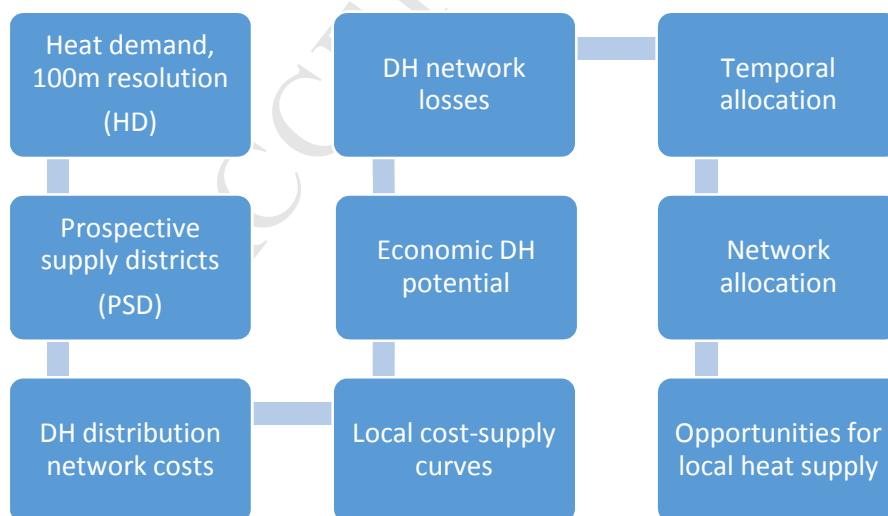 Heat demand,
100m resolution
(HD)
Prospective
supply districts
(PSD)
DH distribution
network costs
Local cost-supply
curves
Economic DH
potential
DH network
losses
Temporal
allocation
Network
allocation
Opportunities for
local heat supply